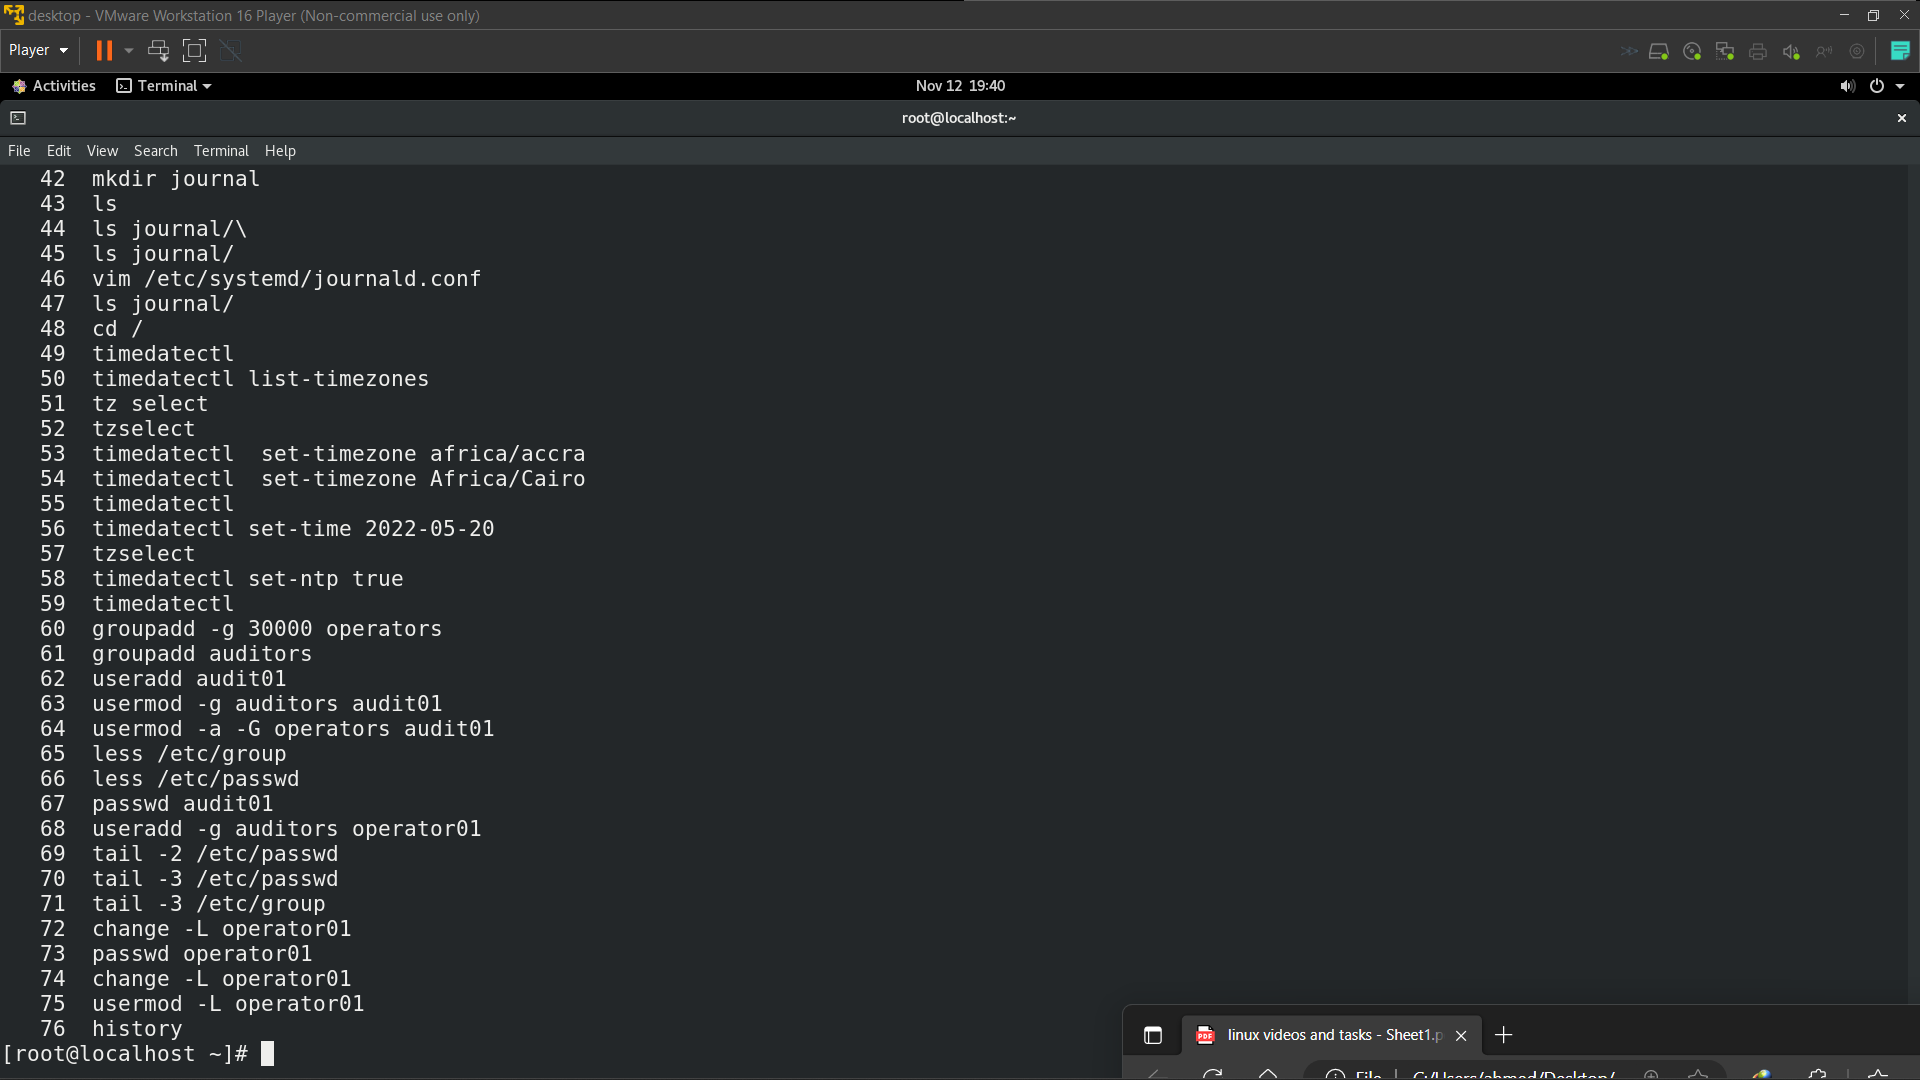 desktop - VMware Workstation 16 Player (Non-commercial use only)
Player
Activities Terminal Nov 12 19:40
root@localhost:~
File Edit View Search Terminal Help
42 mkdir journal
43 ls
44 ls journal/\
45 ls journal/
46 vim /etc/systemd/journald.conf
47 ls journal/
48 cd /
49 timedatectl
50 timedatectl list-timezones
51 tz select
52 tzselect
53 timedatectl  set-timezone africa/accra
54 timedatectl  set-timezone Africa/Cairo
55 timedatectl
56 timedatectl set-time 2022-05-20
57 tzselect
58 timedatectl set-ntp true
59 timedatectl
60 groupadd -g 30000 operators
61 groupadd auditors
62 useradd audit01
63 usermod -g auditors audit01
64 usermod -a -G operators audit01
65 less /etc/group
66 less /etc/passwd
67 passwd audit01
68 useradd -g auditors operator01
69 tail -2 /etc/passwd
70 tail -3 /etc/passwd
71 tail -3 /etc/group
72 change -L operator01
73 passwd operator01
74 change -L operator01
75 usermod -L operator01
76 history
[root@localhost ~]#
PDF linux videos and tasks - Sheet1.p
File C:/Users/ahmed/Desktop/